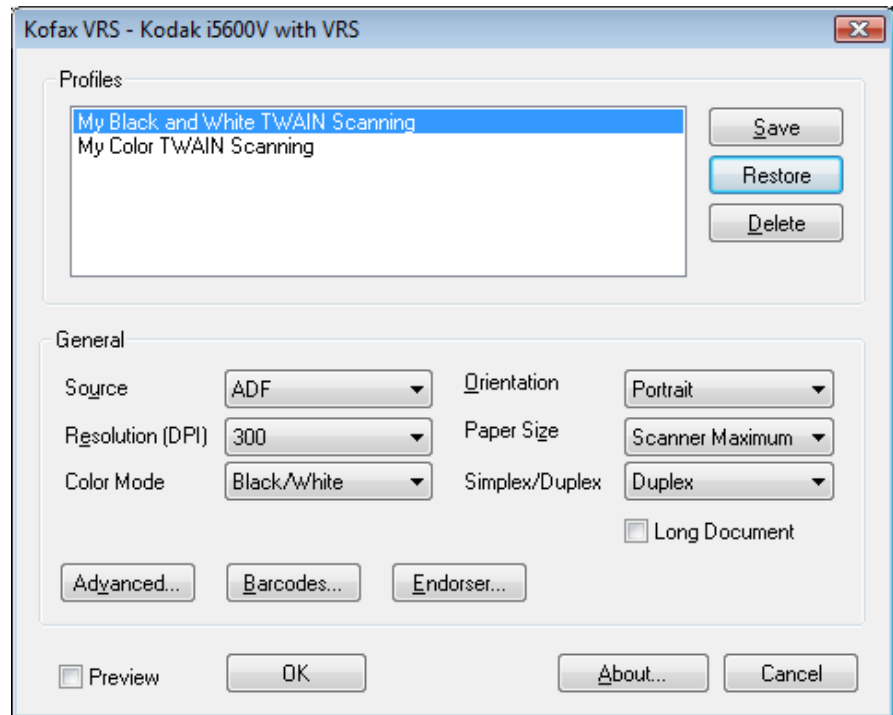 Kofax VRS - Kodak i5600V with VRS
Profiles
My Black and White TWAIN Scanning
My Color TWAIN Scanning
Save
Restore
Delete
General
Source ADF Orientation Portrait
Resolution (DPI) 300 Paper Size Scanner Maximum
Color Mode Black/White Simplex/Duplex Duplex
Long Document
Advanced... Barcodes... Endorser...
Preview OK About... Cancel